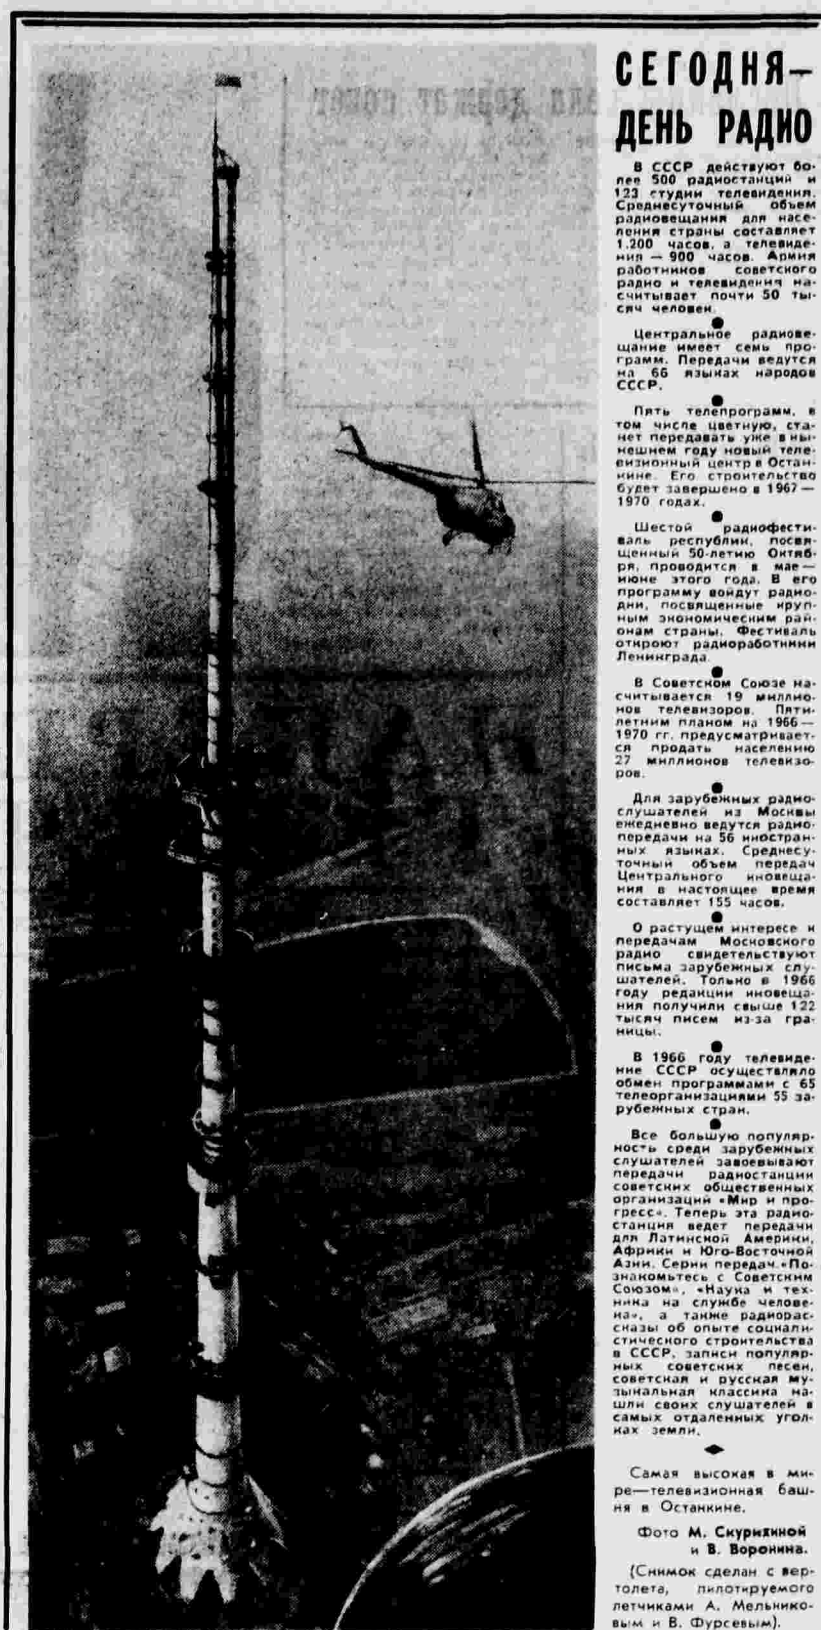 СЕГОДНЯ—
ДЕНЬ РАДИО
В СССР действуют бо-
лее 500 радиостанций и
123 студии телевидения.
Среднесуточный объем
радиовещания для насе-
ления страны составляет
1.200 часов, а телевиде-
ния — 900 часов. Армия
работников советского
радио и телевидения на-
считывает почти 50 ты-
сяч человек.
●
Центральное радиове-
щание имеет семь про-
грамм. Передачи ведутся
на 66 языках народов
СССР.
●
Пять телепрограмм, в
том числе цветную, ста-
нет передавать уже в ны-
нешнем году новый теле-
визионный центр в Остан-
кине. Его строительство
будет завершено в 1967—
1970 годах.
●
Шестой радиофести-
валь республик, посвя-
щенный 50-летию Октяб-
ря, проводится в мае—
июне этого года. В его
программу войдут радио-
дни, посвященные круп-
ным экономическим рай-
онам страны. Фестиваль
откроют радиоработники
Ленинграда.
●
В Советском Союзе на-
считывается 19 миллио-
нов телевизоров. Пяти-
летним планом на 1966—
1970 гг. предусматривает-
ся продать населению
27 миллионов телевизо-
ров.
●
Для зарубежных радио-
слушателей из Москвы
ежедневно ведутся радио-
передачи на 56 иностран-
ных языках. Среднесу-
точный объем передач
Центрального иновеща-
ния в настоящее время
составляет 155 часов.
●
О растущем интересе к
передачам Московского
радио свидетельствуют
письма зарубежных слу-
шателей. Только в 1966
году редакции иновеща-
ния получили свыше 122
тысяч писем из-за гра-
ницы.
●
В 1966 году телевиде-
ние СССР осуществляло
обмен программами с 65
телеорганизациями 55 за-
рубежных стран.
●
Все большую популяр-
ность среди зарубежных
слушателей завоевывают
передачи радиостанции
советских общественных
организаций «Мир и про-
гресс». Теперь эта радио-
станция ведет передачи
для Латинской Америки,
Африки и Юго-Восточной
Азии. Серии передач «По-
знакомьтесь с Советским
Союзом», «Наука и тех-
ника на службе челове-
ка», а также радиорас-
сказы об опыте социали-
стического строительства
в СССР, записи популяр-
ных советских песен,
советская и русская му-
зыкальная классика на-
шли своих слушателей в
самых отдаленных угол-
ках земли.
◆
Самая высокая в ми-
ре—телевизионная баш-
ня в Останкине.
Фото М. Скурихиной
и В. Воронина.
(Снимок сделан с вер-
толета, пилотируемого
летчиками А. Мельнико-
вым и В. Фурсевым).